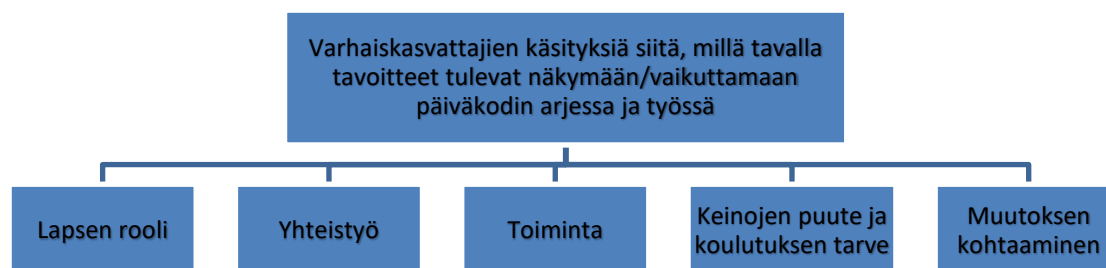 Varhaiskasvattajien käsityksiä siitä, millä tavalla
tavoitteet tulevat näkymään/vaikuttamaan
päiväkodin arjessa ja työssä
Lapsen rooli
Yhteistyö
Toiminta
Keinojen puute ja
koulutuksen tarve
Muutoksen
kohtaaminen